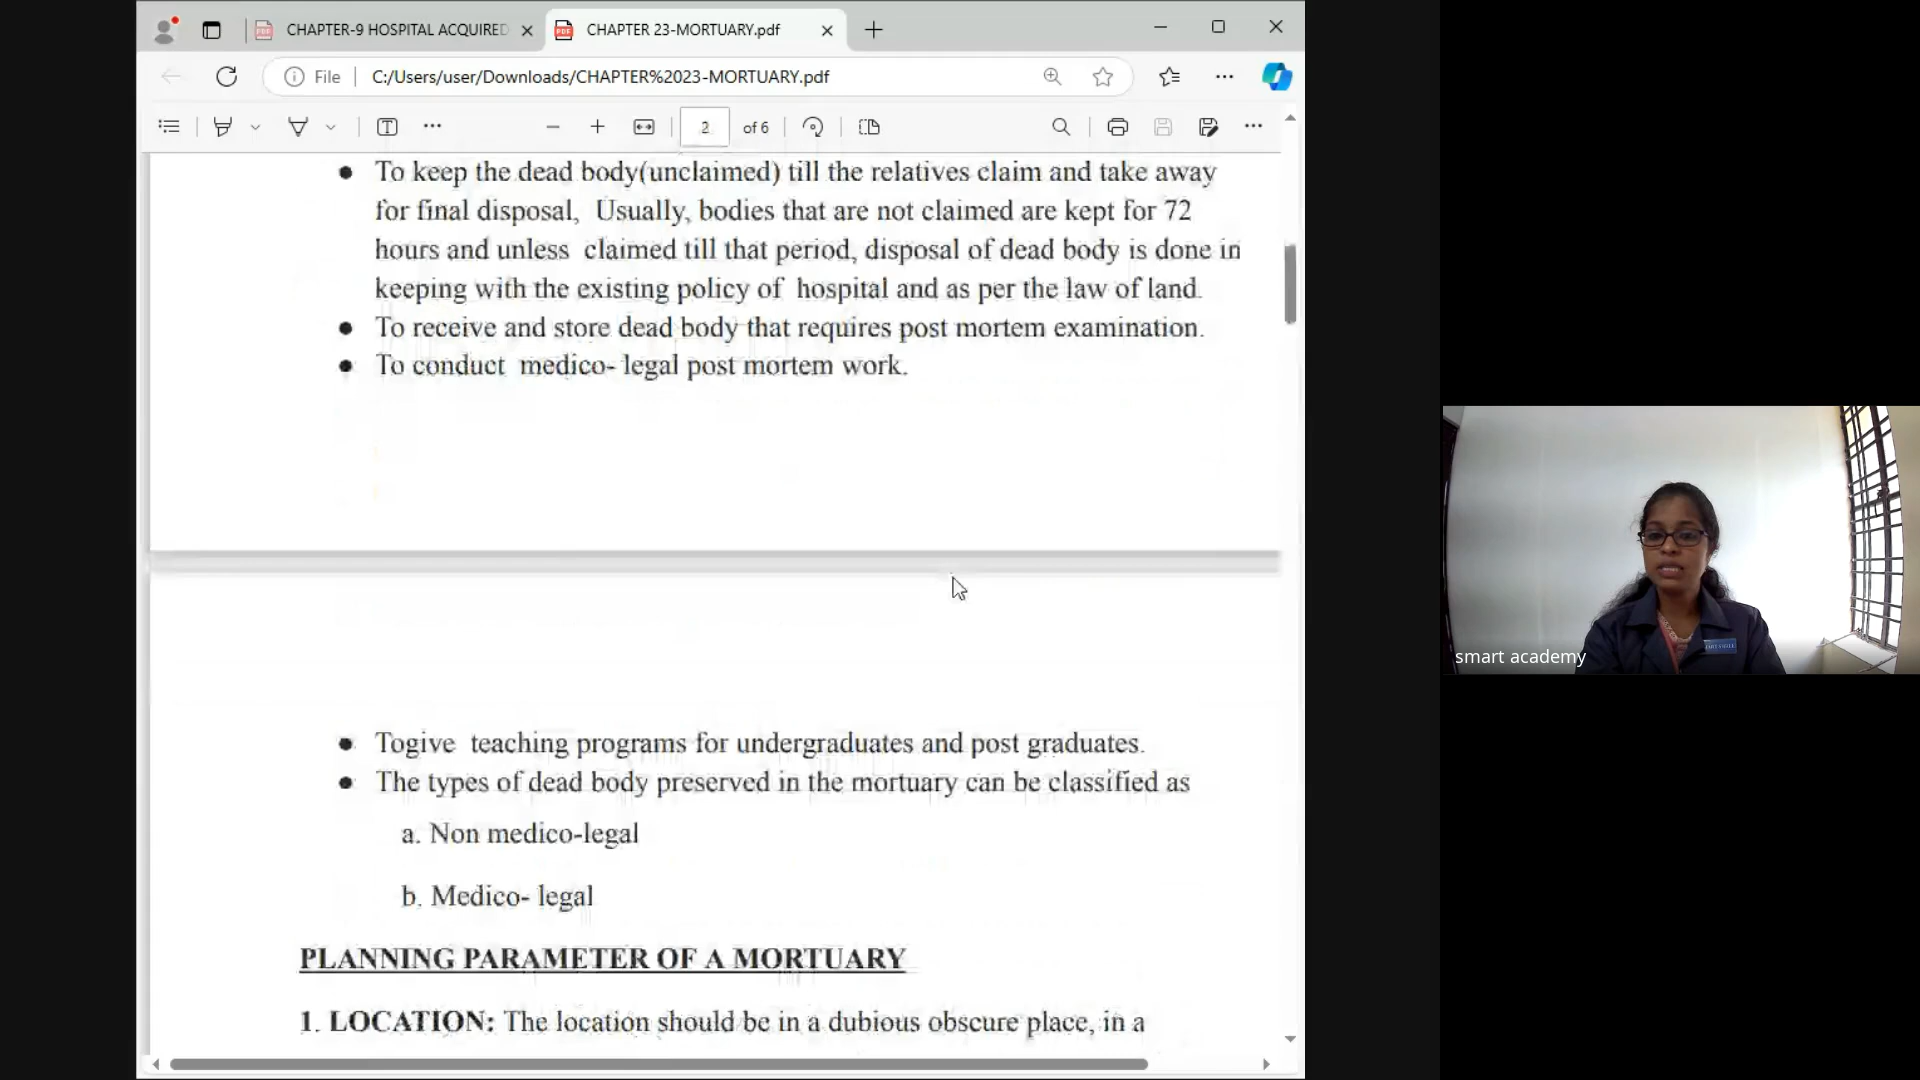 CHAPTER-9 HOSPITAL ACQUIRED
CHAPTER 23-MORTUARY.pdf
File
C:/Users/user/Downloads/CHAPTER%2023-MORTUARY.pdf
2 of 6
● To keep the dead body(unclaimed) till the relatives claim and take away
for final disposal, Usually, bodies that are not claimed are kept for 72
hours and unless claimed till that period, disposal of dead body is done in
keeping with the existing policy of hospital and as per the law of land.
● To receive and store dead body that requires post mortem examination.
● To conduct medico- legal post mortem work.
● Togive teaching programs for undergraduates and post graduates.
● The types of dead body preserved in the mortuary can be classified as
a. Non medico-legal
b. Medico- legal
PLANNING PARAMETER OF A MORTUARY
1. LOCATION: The location should be in a dubious obscure place, in a
smart academy